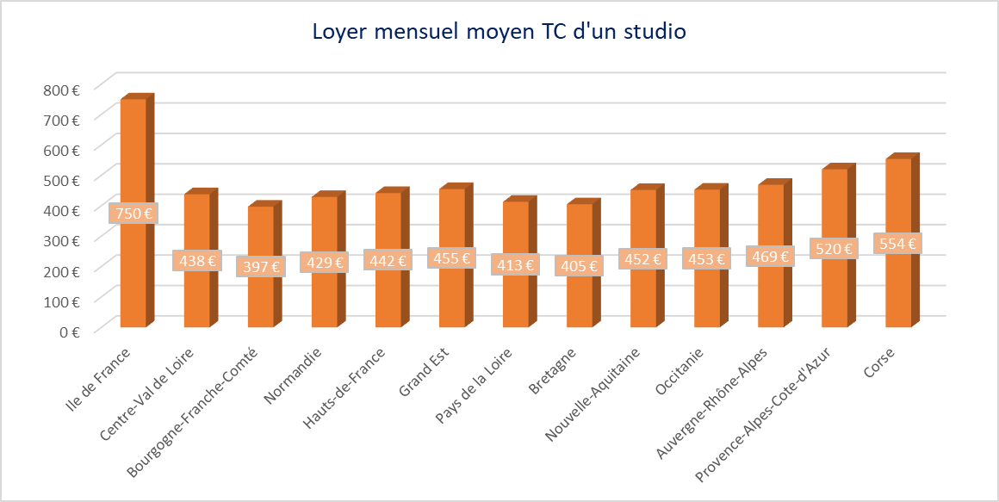 Loyer mensuel moyen TC d'un studio
800 €
700 €
600 €
500 €
400 €
300 €
200 €
100 €
0 €
750 €
438 €
397 €
429 €
442 €
455 €
413 €
405 €
452 €
453 €
469 €
520 €
554 €
Ile de France
Centre-Val de Loire
Bourgogne-Franche-Comté
Normandie
Hauts-de-France
Grand Est
Pays de la Loire
Bretagne
Nouvelle-Aquitaine
Occitanie
Auvergne-Rhône-Alpes
Provence-Alpes-Cote-d'Azur
Corse